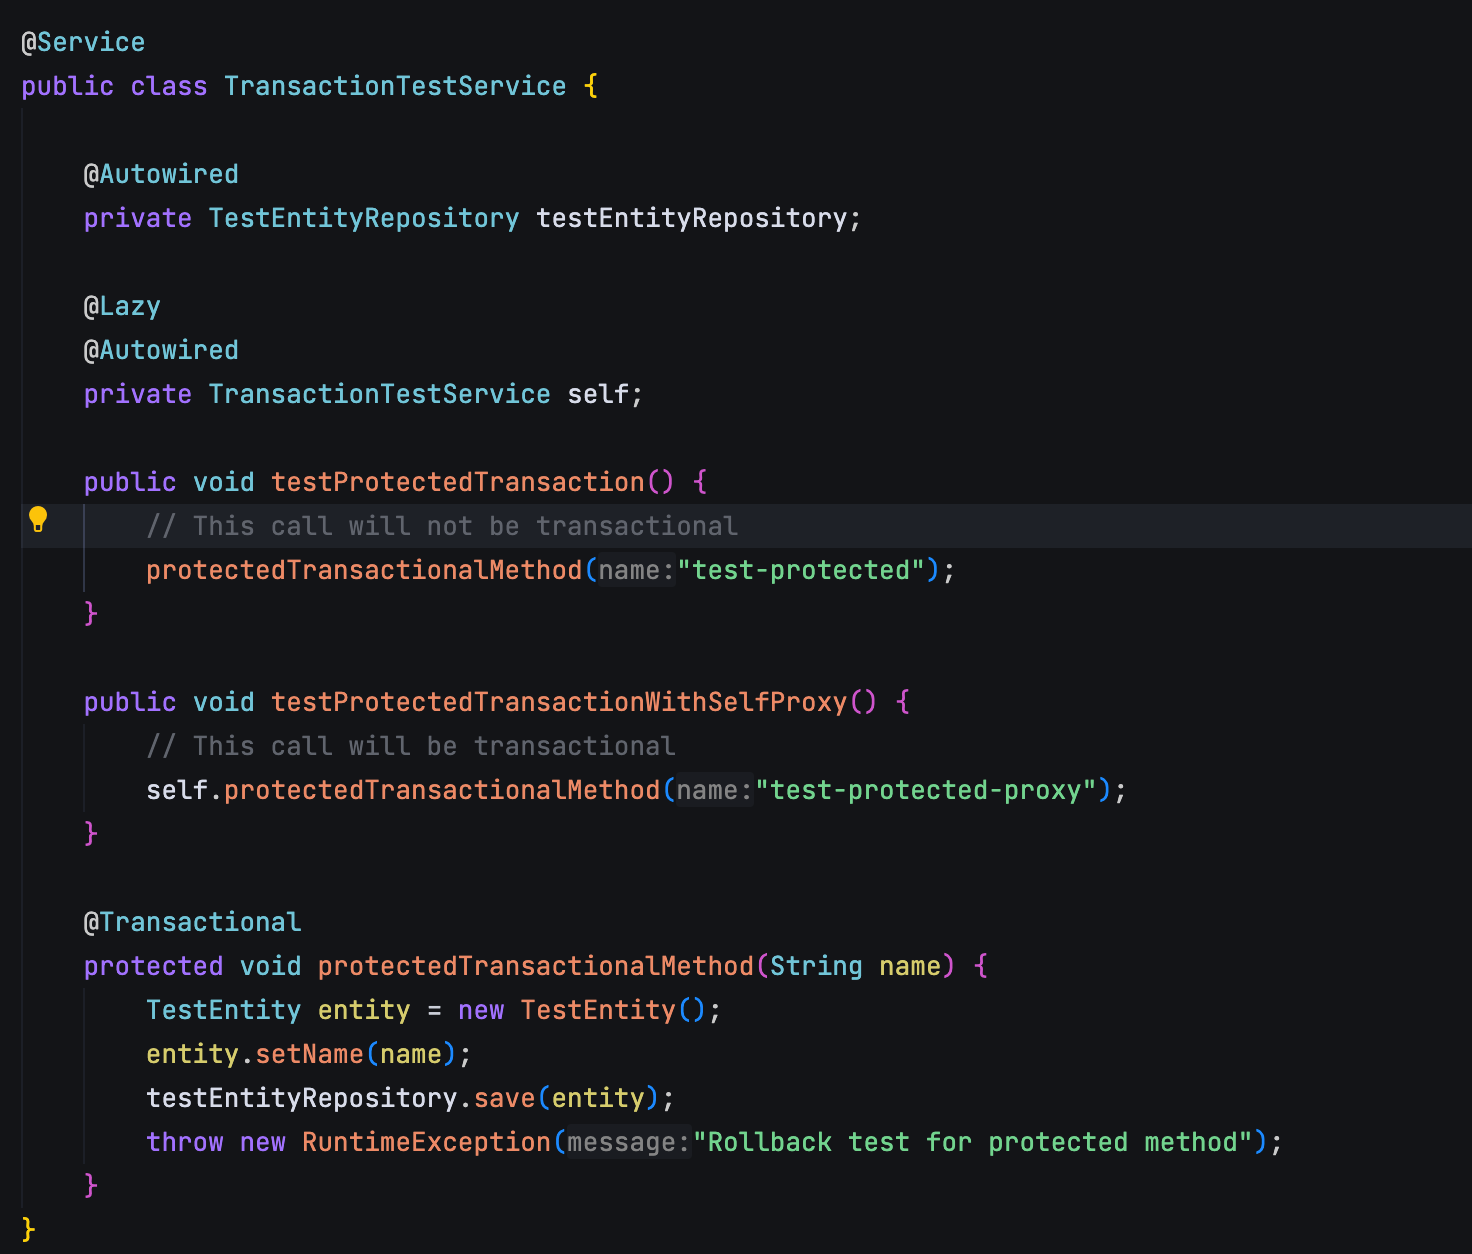 @Service
public class TransactionTestService {
@Autowired
private TestEntityRepository testEntityRepository;
@Lazy
@Autowired
private TransactionTestService self;
public void testProtectedTransaction() {
// This call will not be transactional
protectedTransactionalMethod(name:"test-protected");
}
public void testProtectedTransactionWithSelfProxy() {
// This call will be transactional
self.protectedTransactionalMethod(name:"test-protected-proxy");
}
@Transactional
protected void protectedTransactionalMethod(String name) {
TestEntity entity = new TestEntity();
entity.setName(name);
testEntityRepository.save(entity);
throw new RuntimeException(message:"Rollback test for protected method");
}
}